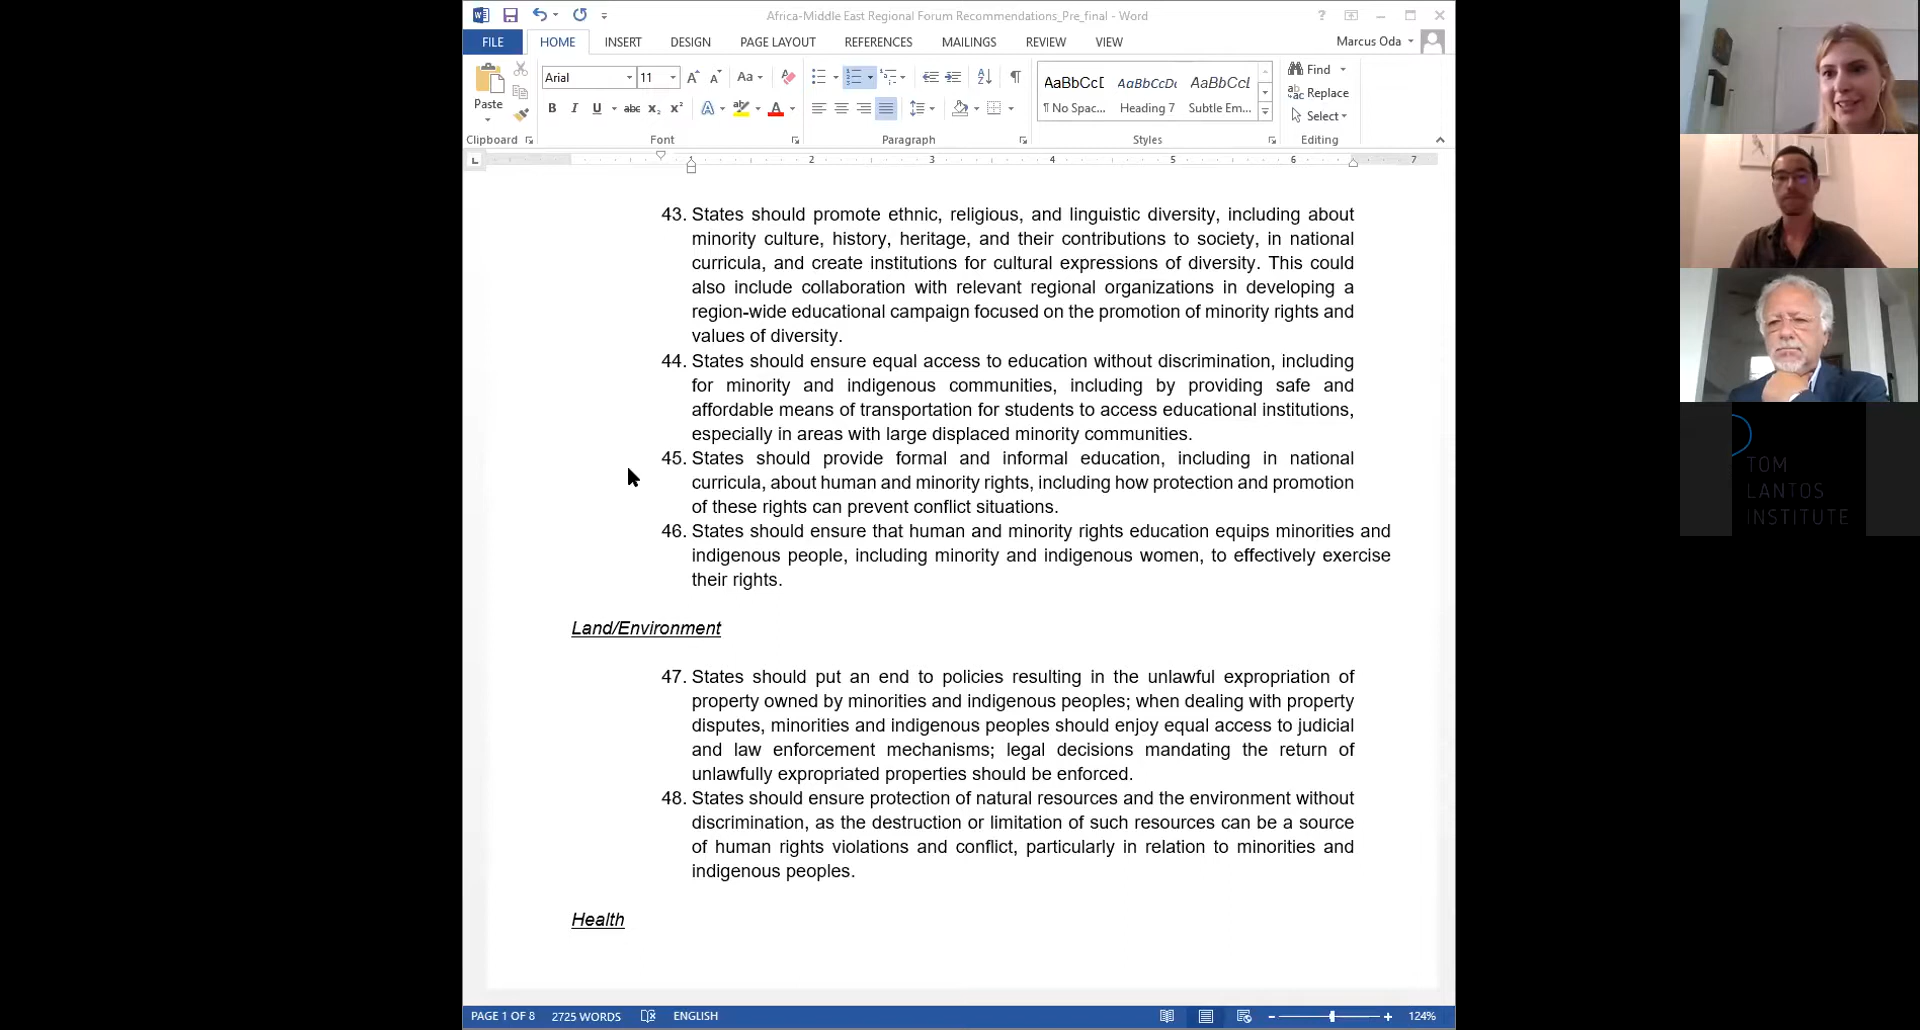 Africa-Middle East Regional Forum Recommendations_Pre_final - Word
FILE HOME INSERT DESIGN PAGE LAYOUT REFERENCES MAILINGS REVIEW VIEW Marcus Oda
Paste
Arial 11
Aa
AaBbCcI AaBbCcDi AaBbCcI
¶ No Spac... Heading 7 Subtle Em...
Find
Replace
Select
Clipboard Font Paragraph Styles Editing
1 2 3 4 5 6 7
43. States should promote ethnic, religious, and linguistic diversity, including about
minority culture, history, heritage, and their contributions to society, in national
curricula, and create institutions for cultural expressions of diversity. This could
also include collaboration with relevant regional organizations in developing a
region-wide educational campaign focused on the promotion of minority rights and
values of diversity.
44. States should ensure equal access to education without discrimination, including
for minority and indigenous communities, including by providing safe and
affordable means of transportation for students to access educational institutions,
especially in areas with large displaced minority communities.
45. States should provide formal and informal education, including in national
curricula, about human and minority rights, including how protection and promotion
of these rights can prevent conflict situations.
46. States should ensure that human and minority rights education equips minorities and
indigenous people, including minority and indigenous women, to effectively exercise
their rights.
Land/Environment
47. States should put an end to policies resulting in the unlawful expropriation of
property owned by minorities and indigenous peoples; when dealing with property
disputes, minorities and indigenous peoples should enjoy equal access to judicial
and law enforcement mechanisms; legal decisions mandating the return of
unlawfully expropriated properties should be enforced.
48. States should ensure protection of natural resources and the environment without
discrimination, as the destruction or limitation of such resources can be a source
of human rights violations and conflict, particularly in relation to minorities and
indigenous peoples.
Health
PAGE 1 OF 8 2725 WORDS ENGLISH 124%
TOM
LANTOS
INSTITUTE